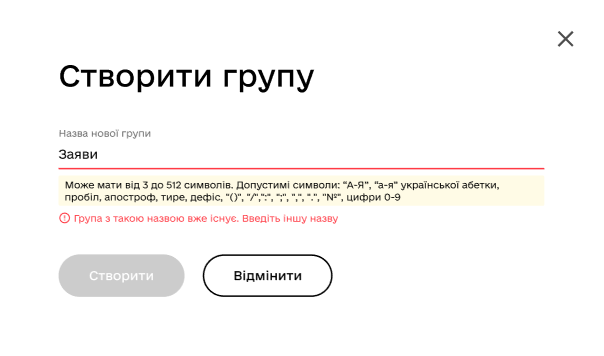 Створити групу
Назва нової групи
Заяви
Може мати від 3 до 512 символів. Допустимі символи: "А-Я", "а-я" української абетки,
пробіл, апостроф, тире, дефіс, "()", "/",":", ";", ",", ".", "№", цифри 0-9
Група з такою назвою вже існує. Введіть іншу назву
Створити
Відмінити